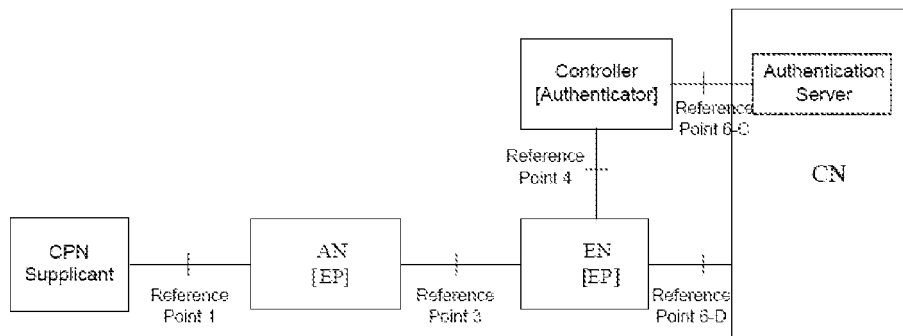 Controller
[Authenticator]
Authentication
Server
Reference
Point 6-C
Reference
Point 4
CN
CPN
Supplicant
AN
[EP]
EN
[EP]
Reference
Point 1
Reference
Point 3
Reference
Point 6-D